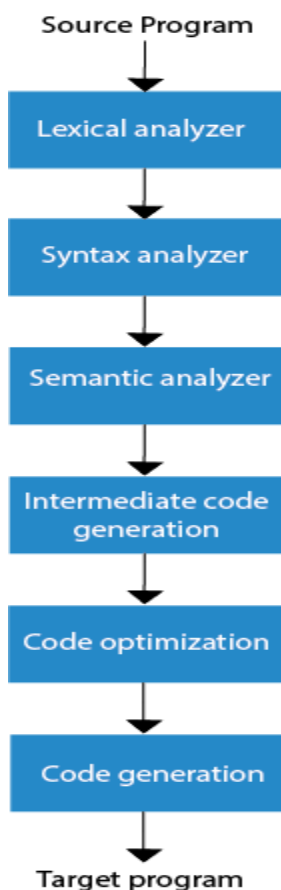 Source Program
Lexical analyzer
Syntax analyzer
Semantic analyzer
Intermediate code
generation
Code optimization
Code generation
Target program